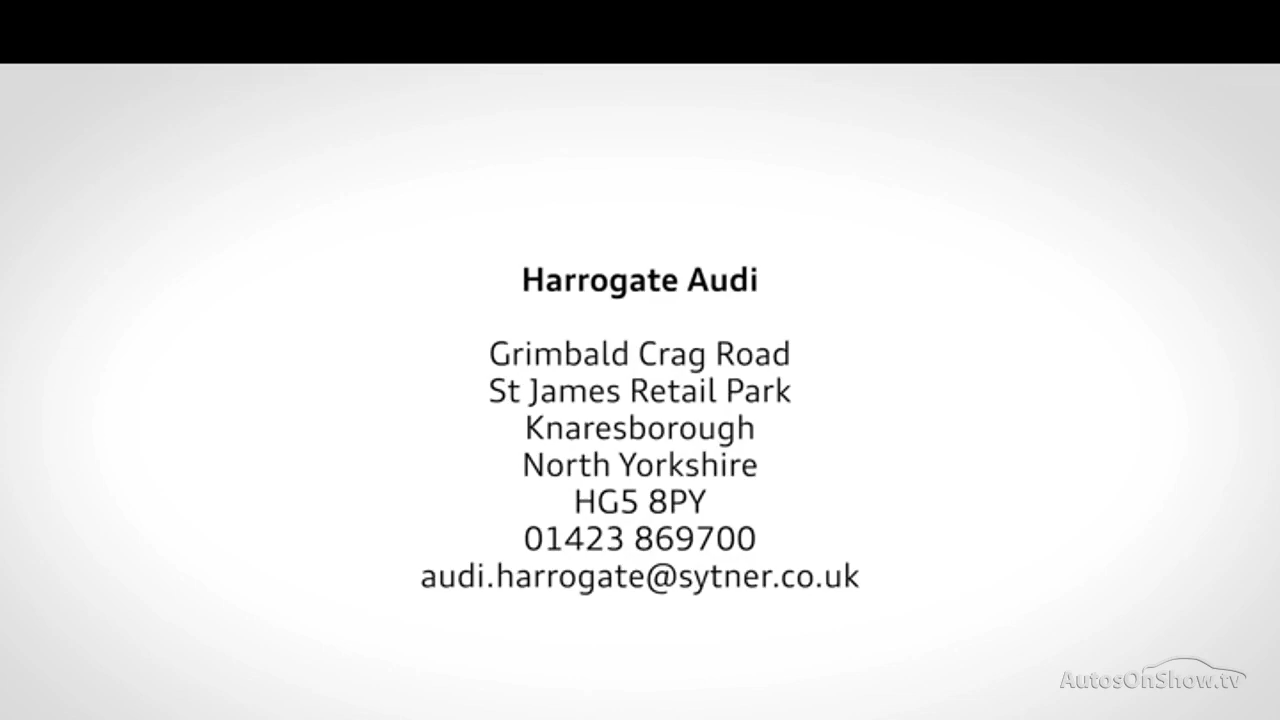 Harrogate Audi
Grimbald Crag Road
St James Retail Park
Knaresborough
North Yorkshire
HG5 8PY
01423 869700
audi.harrogate@sytner.co.uk
AutosOnShow.tv